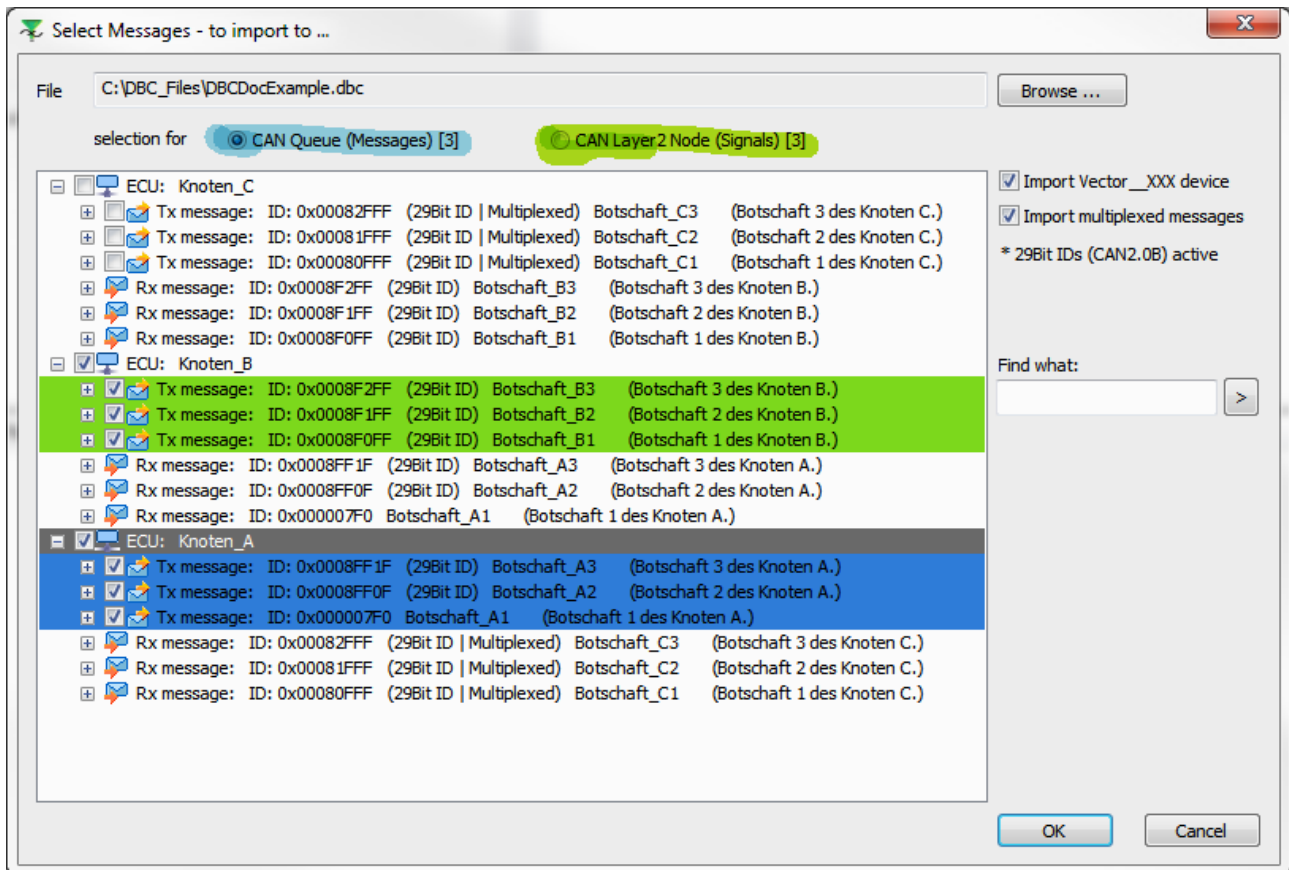 Select Messages - to import to ...
File C:\DBC_Files\DBCDocExample.dbc Browse ...
selection for CAN Queue (Messages) [3] CAN Layer2 Node (Signals) [3]
ECU: Knoten_C
Tx message: ID: 0x00082FFF (29Bit ID | Multiplexed) Botschaft_C3 (Botschaft 3 des Knoten C.)
Tx message: ID: 0x00081FFF (29Bit ID | Multiplexed) Botschaft_C2 (Botschaft 2 des Knoten C.)
Tx message: ID: 0x00080FFF (29Bit ID | Multiplexed) Botschaft_C1 (Botschaft 1 des Knoten C.)
Rx message: ID: 0x0008F2FF (29Bit ID) Botschaft_B3 (Botschaft 3 des Knoten B.)
Rx message: ID: 0x0008F1FF (29Bit ID) Botschaft_B2 (Botschaft 2 des Knoten B.)
Rx message: ID: 0x0008F0FF (29Bit ID) Botschaft_B1 (Botschaft 1 des Knoten B.)
ECU: Knoten_B
Tx message: ID: 0x0008F2FF (29Bit ID) Botschaft_B3 (Botschaft 3 des Knoten B.)
Tx message: ID: 0x0008F1FF (29Bit ID) Botschaft_B2 (Botschaft 2 des Knoten B.)
Tx message: ID: 0x0008F0FF (29Bit ID) Botschaft_B1 (Botschaft 1 des Knoten B.)
Rx message: ID: 0x0008FF1F (29Bit ID) Botschaft_A3 (Botschaft 3 des Knoten A.)
Rx message: ID: 0x0008FF0F (29Bit ID) Botschaft_A2 (Botschaft 2 des Knoten A.)
Rx message: ID: 0x000007F0 Botschaft_A1 (Botschaft 1 des Knoten A.)
ECU: Knoten_A
Tx message: ID: 0x0008FF1F (29Bit ID) Botschaft_A3 (Botschaft 3 des Knoten A.)
Tx message: ID: 0x0008FF0F (29Bit ID) Botschaft_A2 (Botschaft 2 des Knoten A.)
Tx message: ID: 0x000007F0 Botschaft_A1 (Botschaft 1 des Knoten A.)
Rx message: ID: 0x00082FFF (29Bit ID | Multiplexed) Botschaft_C3 (Botschaft 3 des Knoten C.)
Rx message: ID: 0x00081FFF (29Bit ID | Multiplexed) Botschaft_C2 (Botschaft 2 des Knoten C.)
Rx message: ID: 0x00080FFF (29Bit ID | Multiplexed) Botschaft_C1 (Botschaft 1 des Knoten C.)
Import Vector__XXX device
Import multiplexed messages
* 29Bit IDs (CAN2.0B) active
Find what:
>
OK Cancel